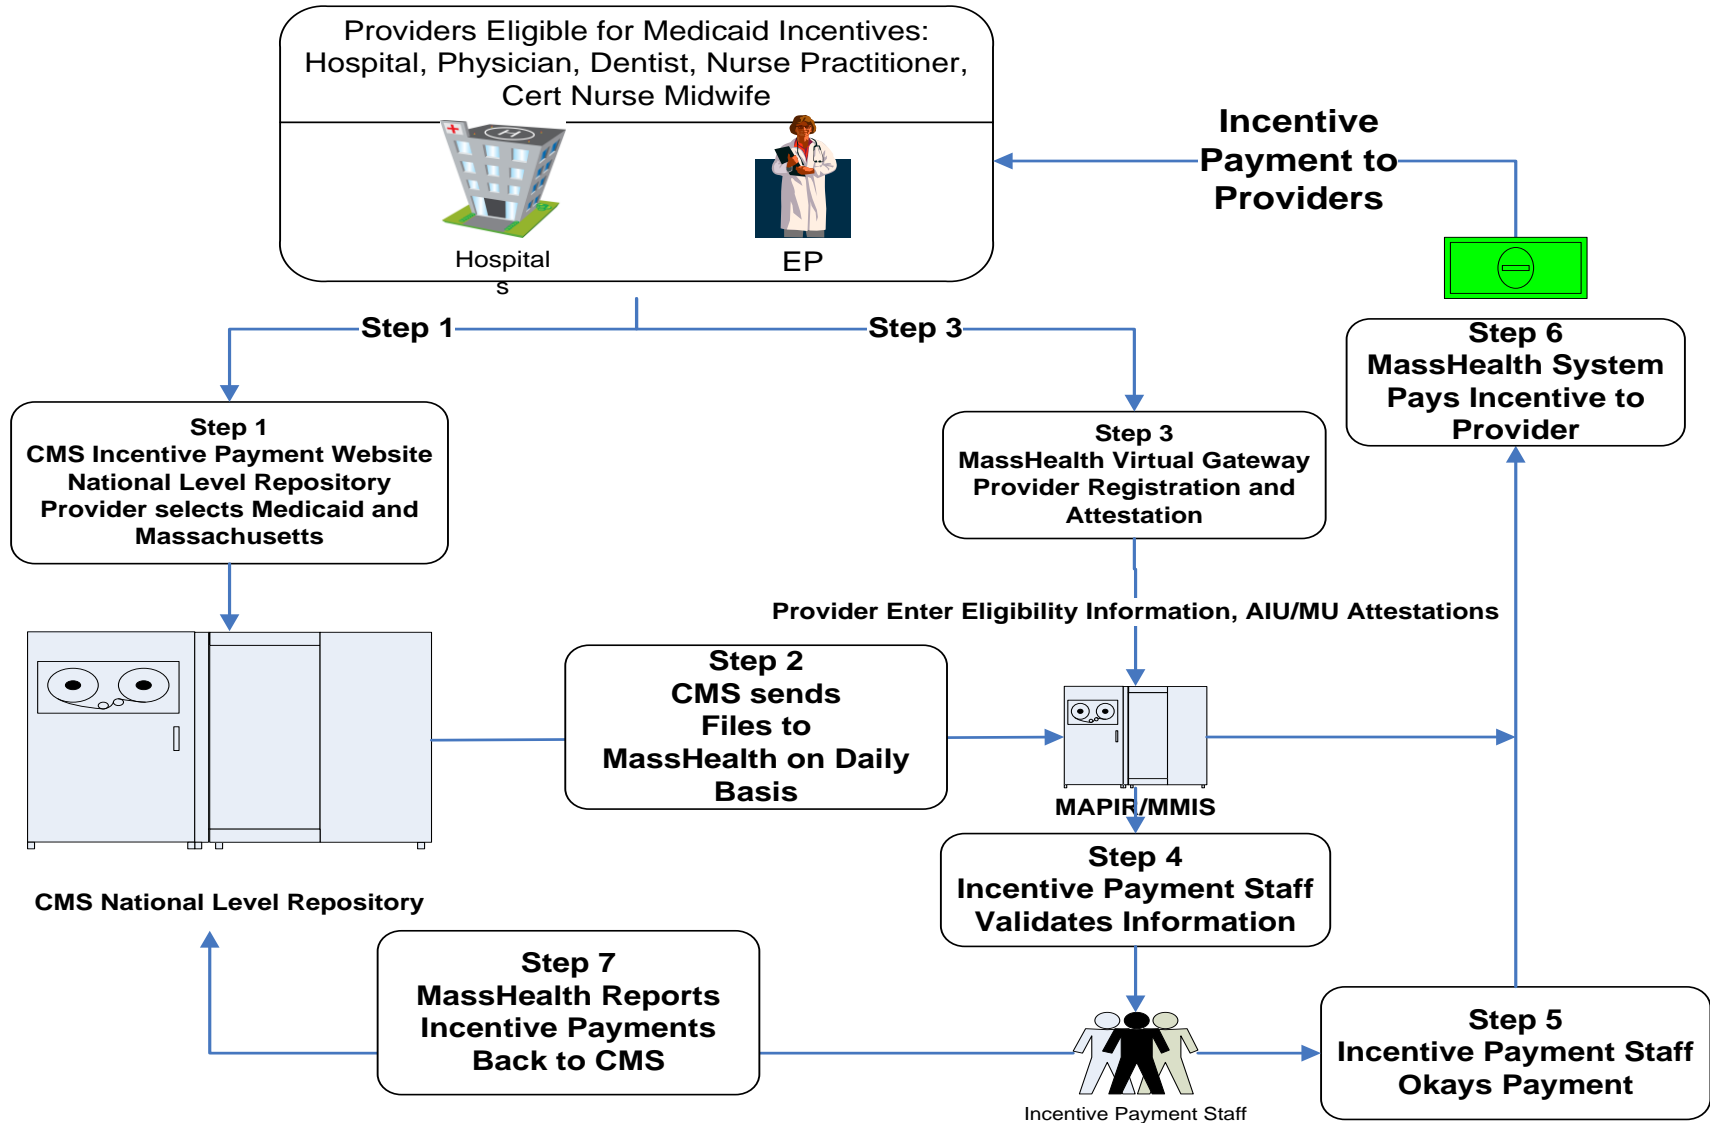 Providers Eligible for Medicaid Incentives:
Hospital, Physician, Dentist, Nurse Practitioner,
Cert Nurse Midwife
H
Hospital
s
EP
Incentive
Payment to
Providers
Step 1
Step 3
Step 6
MassHealth System
Pays Incentive to
Provider
Step 1
CMS Incentive Payment Website
National Level Repository
Provider selects Medicaid and
Massachusetts
Step 3
MassHealth Virtual Gateway
Provider Registration and
Attestation
Provider Enter Eligibility Information, AIU/MU Attestations
Step 2
CMS sends
Files to
MassHealth on Daily
Basis
MAPIR/MMIS
Step 4
Incentive Payment Staff
Validates Information
CMS National Level Repository
Step 7
MassHealth Reports
Incentive Payments
Back to CMS
Step 5
Incentive Payment Staff
Okays Payment
Incentive Payment Staff